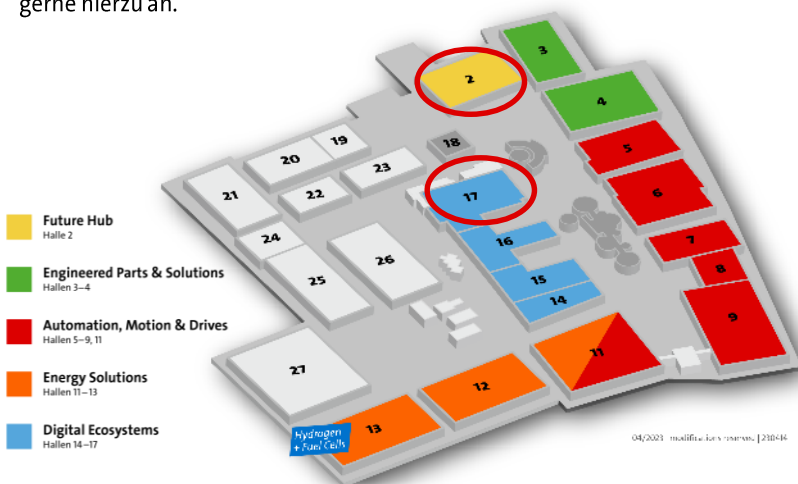 gerne hierzu an.
3
2
4
18
19
5
20
23
21
22
17
6
24
16
7
26
25
8
15
14
9
11
27
12
13
Hydrogen
+ Fuel Cells
Future Hub
Halle 2
Engineered Parts & Solutions
Hallen 3–4
Automation, Motion & Drives
Hallen 5–9, 11
Energy Solutions
Hallen 11–13
Digital Ecosystems
Hallen 14–17
04/2023 modifications reserved | 230414